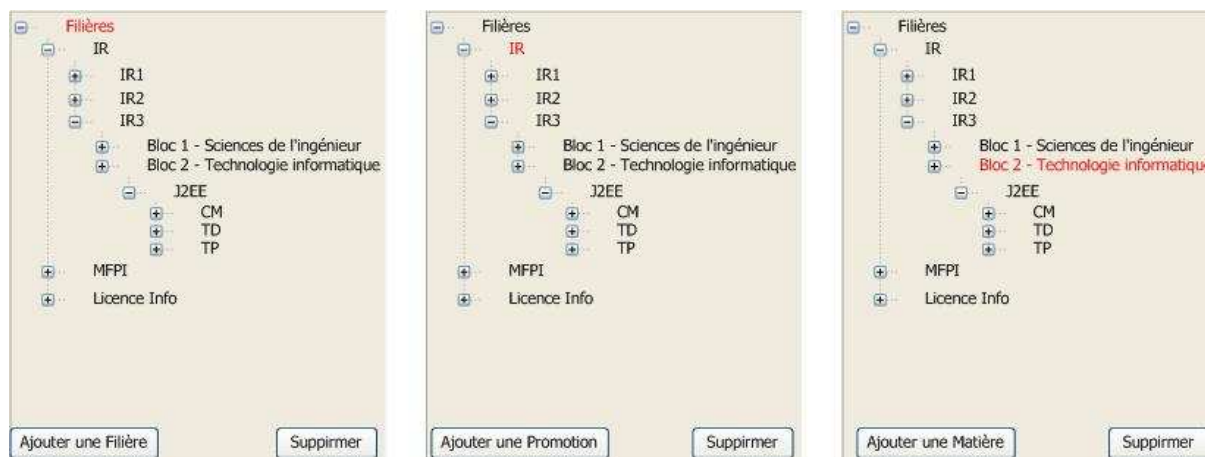 Filières
IR
IR1
IR2
IR3
Bloc 1 - Sciences de l'ingénieur
Bloc 2 - Technologie informatique
J2EE
CM
TD
TP
MFPI
Licence Info
Ajouter une Filière
Suppirmer
Filières
IR
IR1
IR2
IR3
Bloc 1 - Sciences de l'ingénieur
Bloc 2 - Technologie informatique
J2EE
CM
TD
TP
MFPI
Licence Info
Ajouter une Promotion
Suppirmer
Filières
IR
IR1
IR2
IR3
Bloc 1 - Sciences de l'ingénieur
Bloc 2 - Technologie informatique
J2EE
CM
TD
TP
MFPI
Licence Info
Ajouter une Matière
Suppirmer